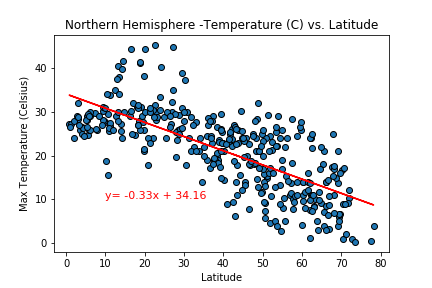 Northern Hemisphere -Temperature (C) vs. Latitude
Max Temperature (Celsius)
40
30
20
10
0
y= -0.33x + 34.16
0 10 20 30 40 50 60 70 80
Latitude